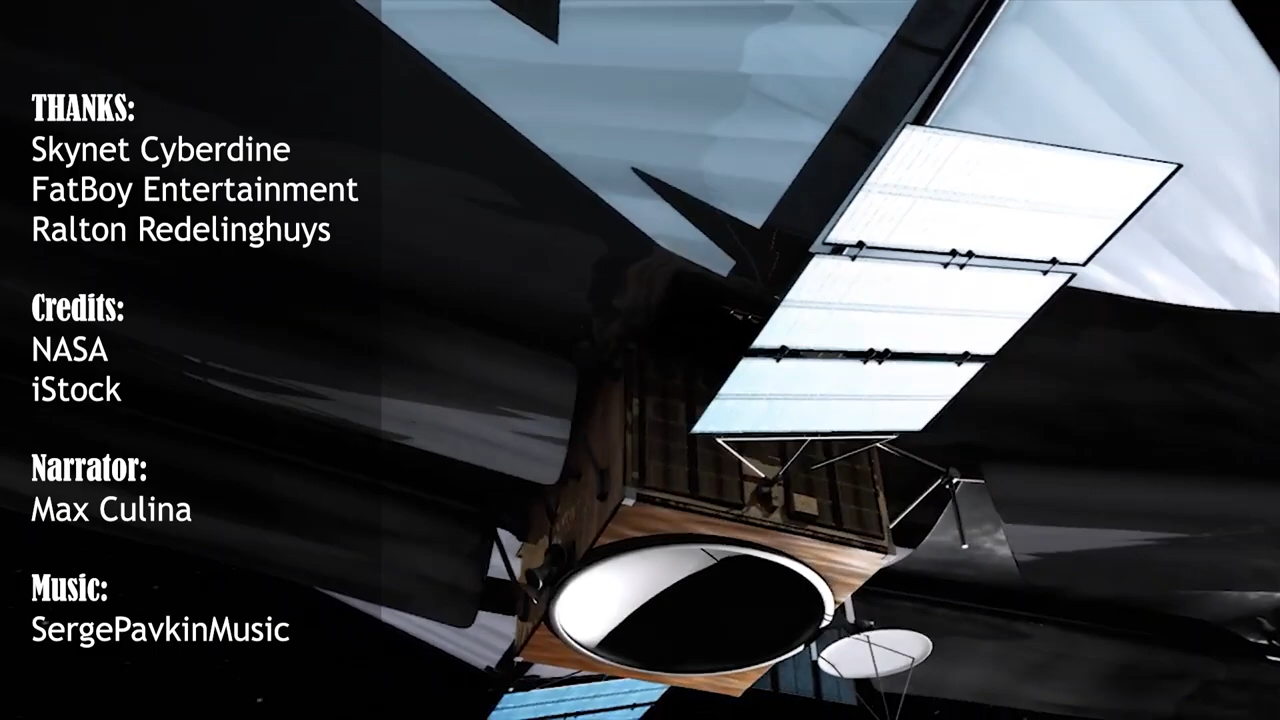 THANKS:
Skynet Cyberdine
FatBoy Entertainment
Ralton Redelinghuys
Credits:
NASA
iStock
Narrator:
Max Culina
Music:
SergePavkinMusic